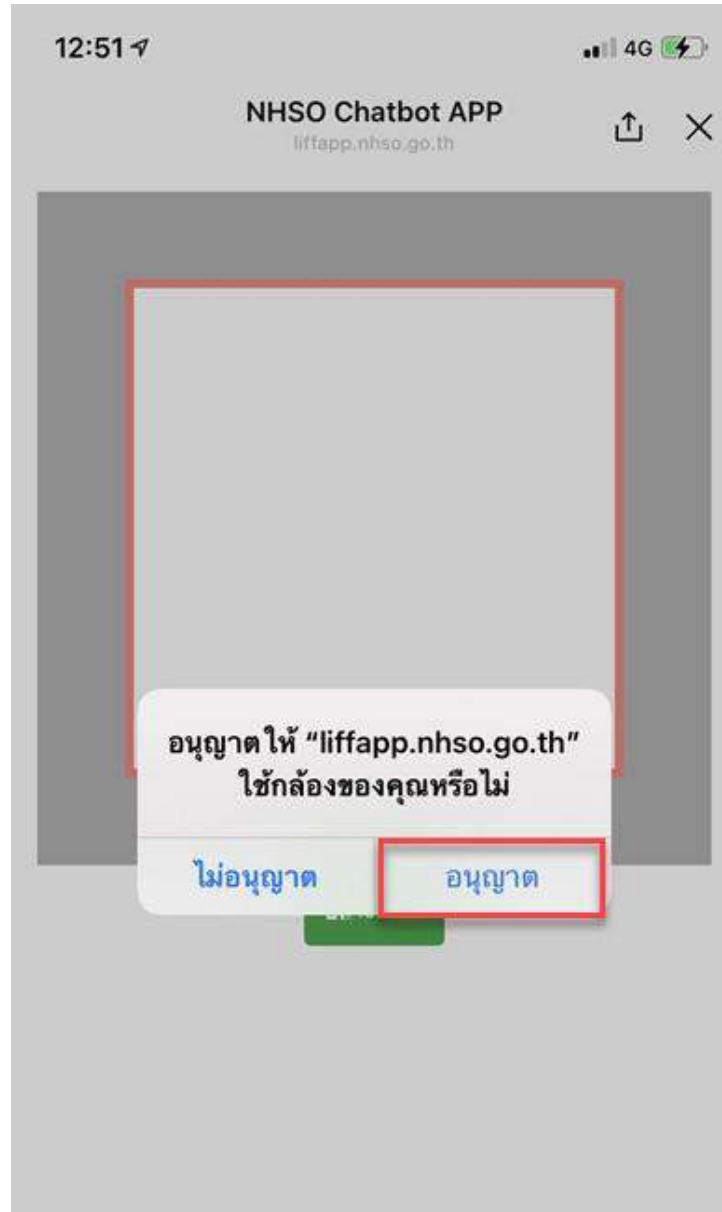 12:51
4G
NHSO Chatbot APP
liffapp.nhso.go.th
อนุญาต ให้ “liffapp.nhso.go.th”
ใช้กล้องของคุณหรือไม่
ไม่อนุญาต
อนุญาต